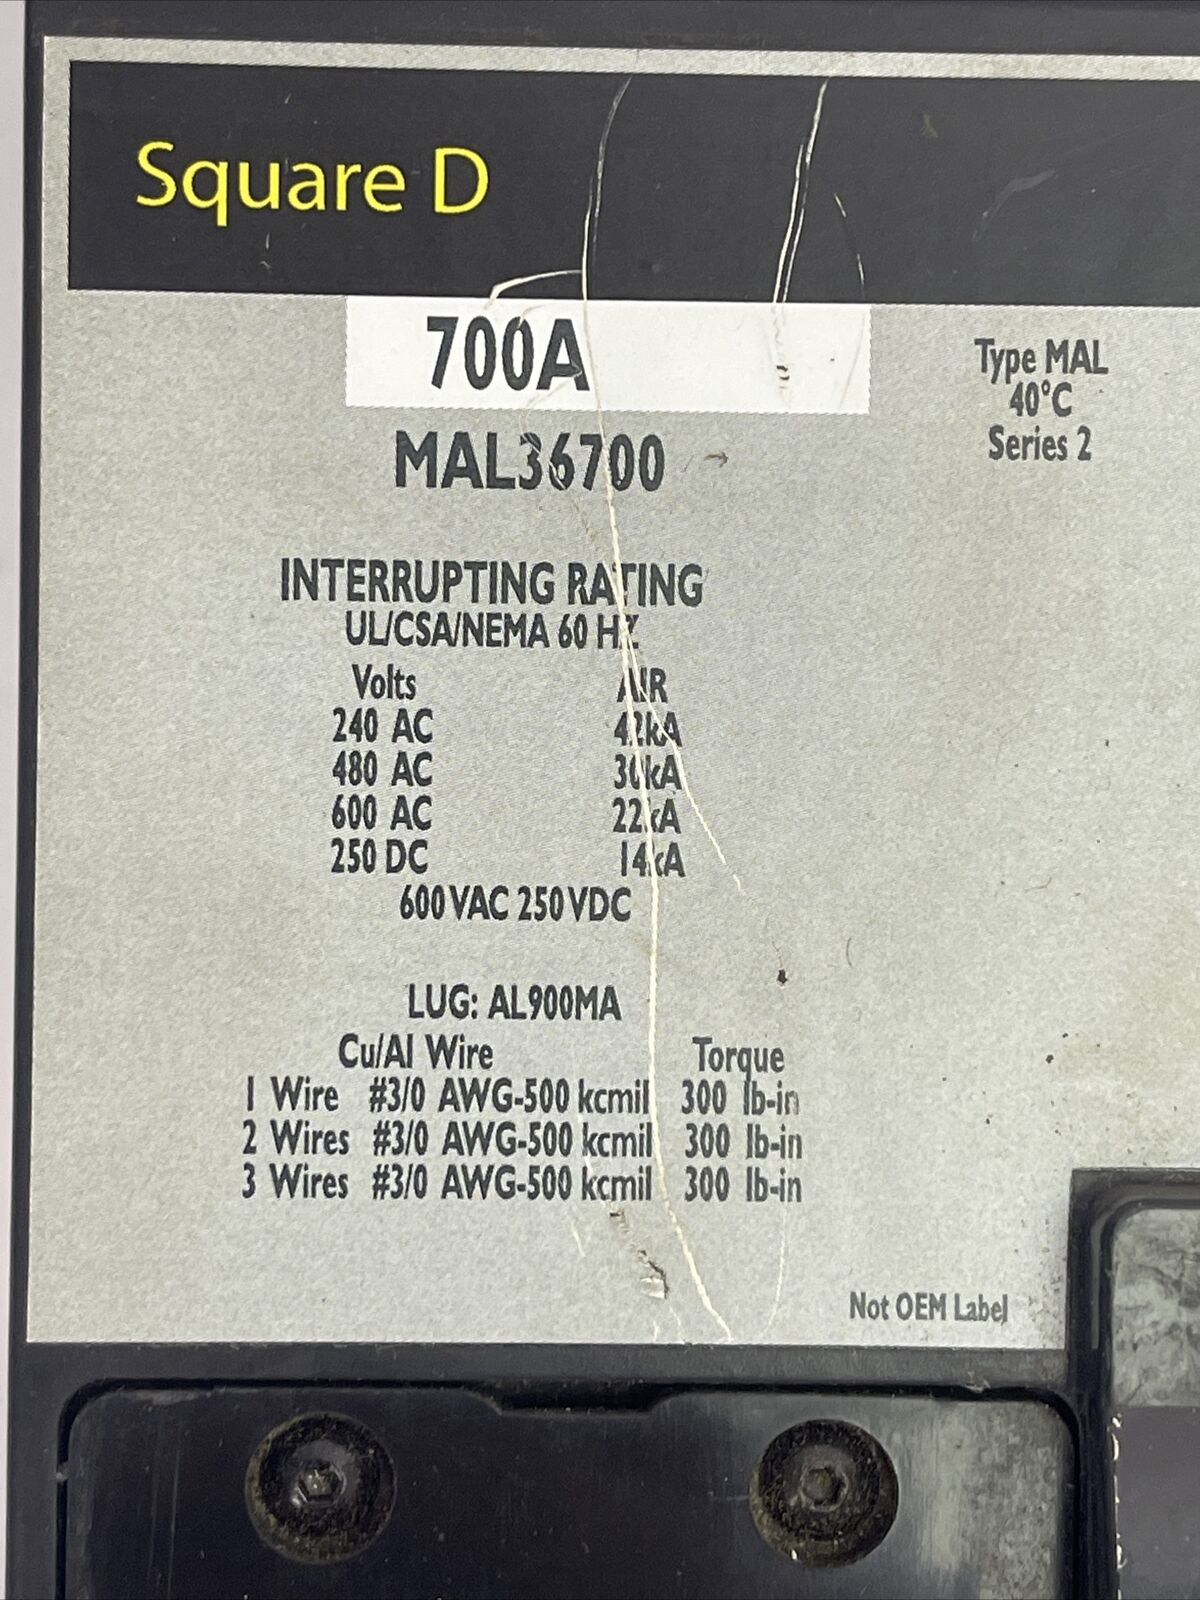 Square D
700A
Type MAL
40°C
Series 2
MAL36700
INTERRUPTING RATING
UL/CSA/NEMA 60 HZ
Volts AIR
240 AC 42kA
480 AC 30kA
600 AC 22kA
250 DC 14kA
600VAC 250VDC
LUG: AL900MA
Cu/Al Wire Torque
1 Wire #3/0 AWG-500 kcmil 300 lb-in
2 Wires #3/0 AWG-500 kcmil 300 lb-in
3 Wires #3/0 AWG-500 kcmil 300 lb-in
Not OEM Label